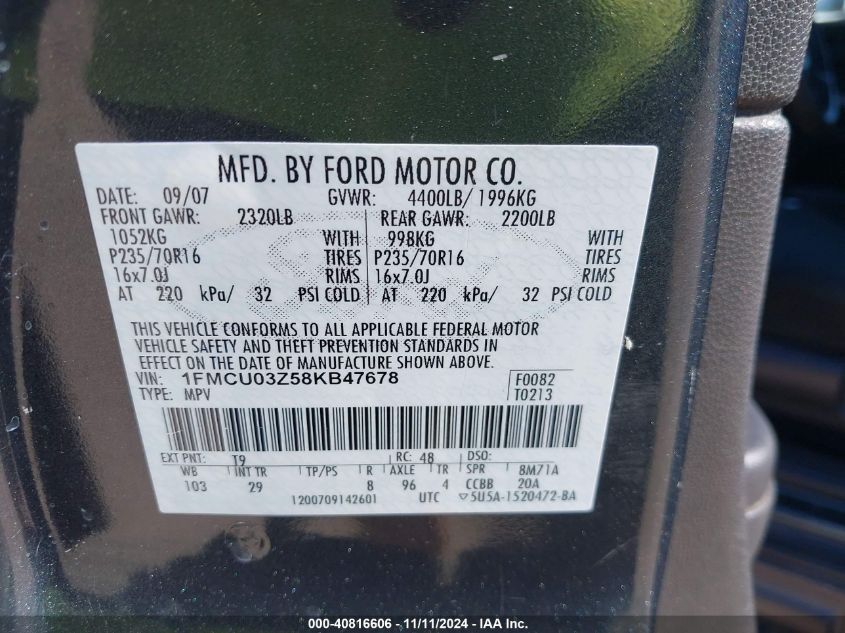 MFD. BY FORD MOTOR CO.
DATE: 09/07 GVWR: 4400LB/ 1996KG
FRONT GAWR: 2320LB REAR GAWR: 2200LB
1052KG WITH 998KG WITH
P235/70R16 TIRES P235/70R16 TIRES
16x7.0J RIMS 16x7.0J RIMS
AT 220 kPa/ 32 PSI COLD AT 220 kPa/ 32 PSI COLD
THIS VEHICLE CONFORMS TO ALL APPLICABLE FEDERAL MOTOR
VEHICLE SAFETY AND THEFT PREVENTION STANDARDS IN
EFFECT ON THE DATE OF MANUFACTURE SHOWN ABOVE.
VIN: 1FMCU03Z58KB47678 F0082
TYPE: MPV T0213
EXT PNT: T9 RC: 48 DSO:
WB INT TR TP/PS R AXLE TR SPR 8M71A
103 29 8 96 4 CCBB 20A
1200709142601 UTC ▽5U5A-1520472-BA
000-40816606 - 11/11/2024 - IAA Inc.